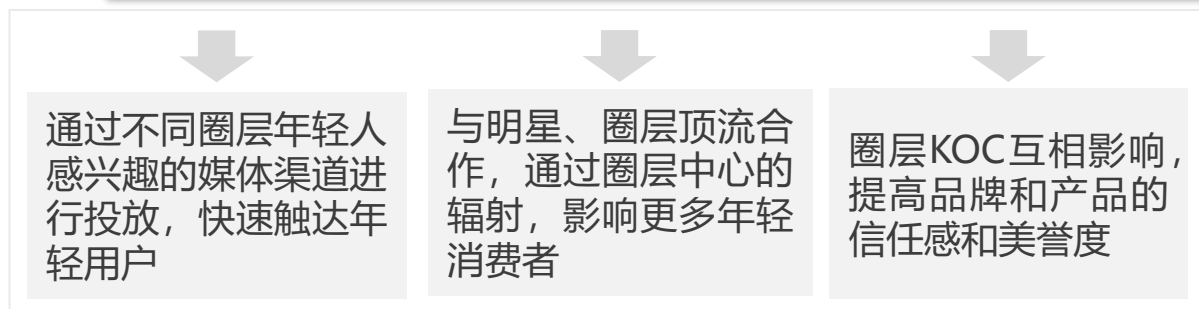 通过不同圈层年轻人
感兴趣的媒体渠道进
行投放，快速触达年
轻用户
与明星、圈层顶流合
作，通过圈层中心的
辐射，影响更多年轻
消费者
圈层KOC互相影响，
提高品牌和产品的
信任感和美誉度